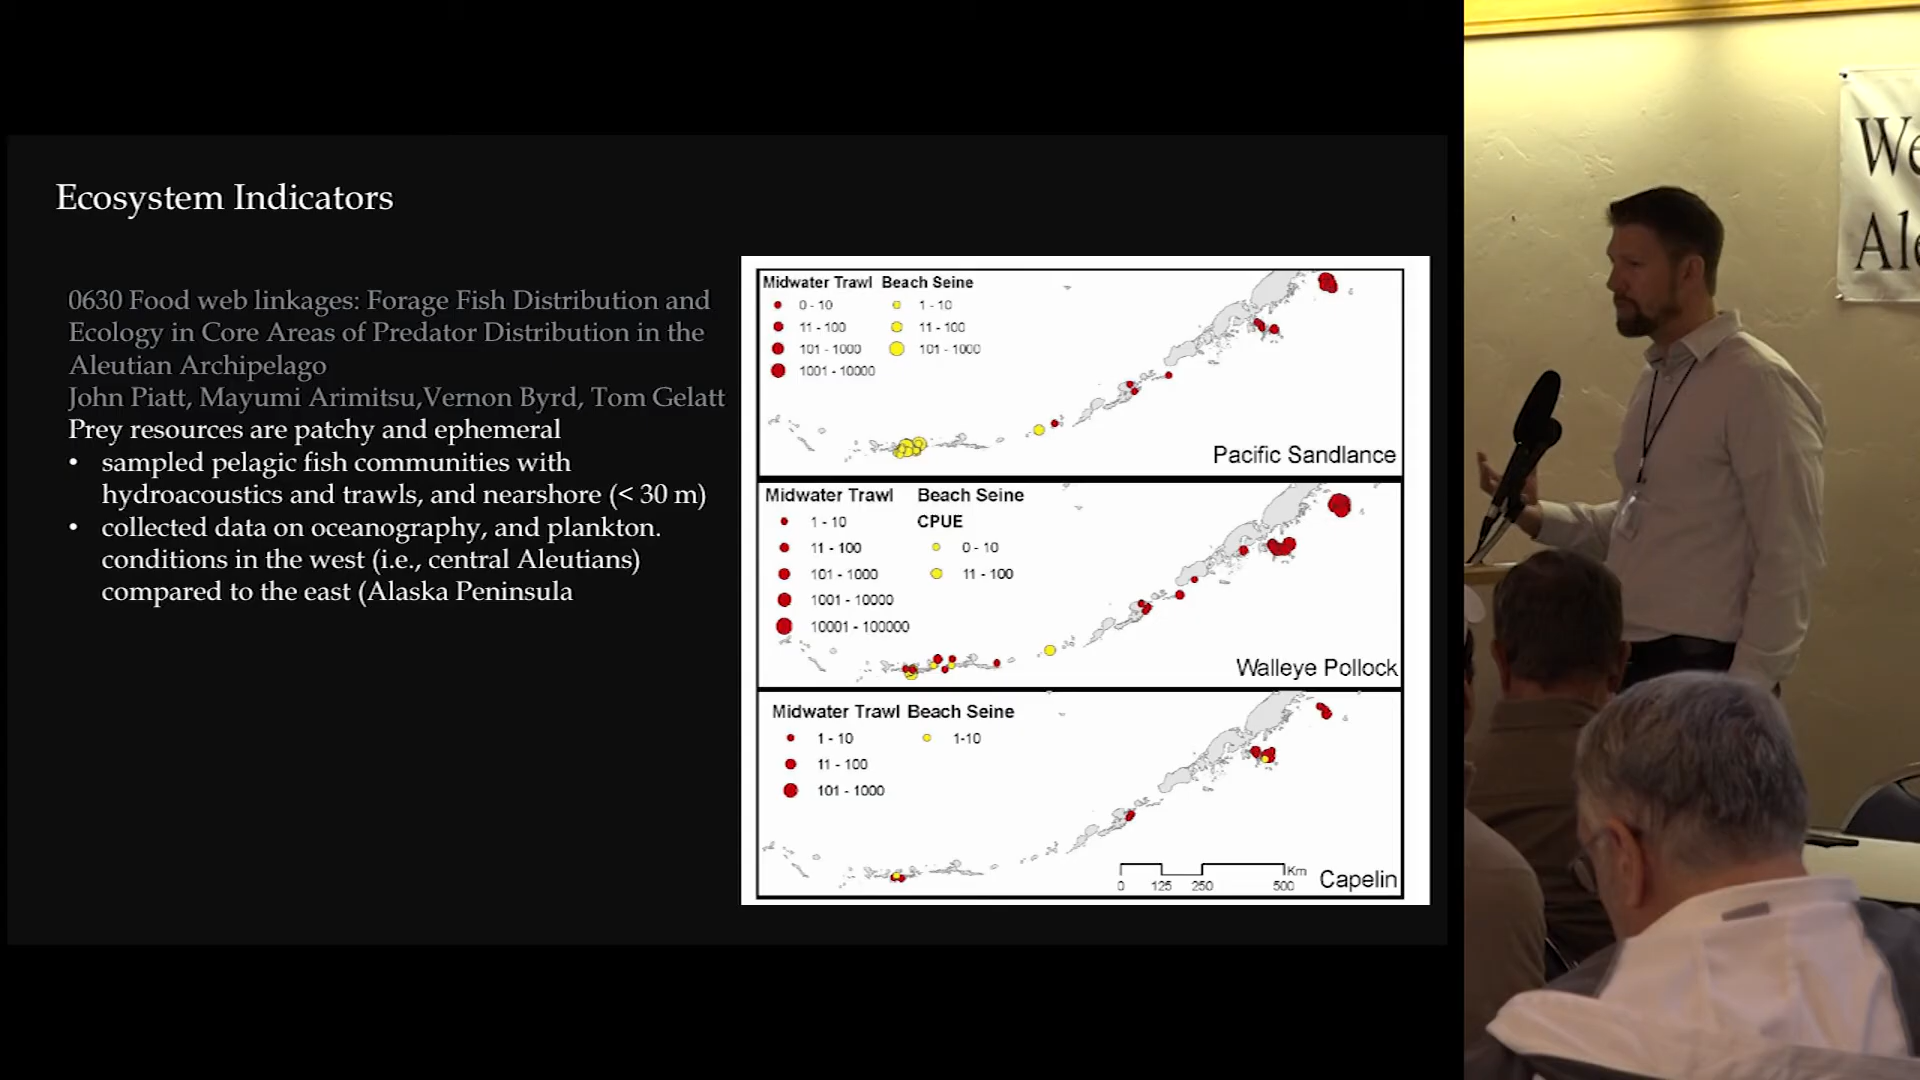 Ecosystem Indicators
0630 Food web linkages: Forage Fish Distribution and
Ecology in Core Areas of Predator Distribution in the
Aleutian Archipelago
John Piatt, Mayumi Arimitsu,Vernon Byrd, Tom Gelatt
Prey resources are patchy and ephemeral
• sampled pelagic fish communities with
hydroacoustics and trawls, and nearshore (< 30 m)
• collected data on oceanography, and plankton.
conditions in the west (i.e., central Aleutians)
compared to the east (Alaska Peninsula
Midwater Trawl Beach Seine
0 - 10 1 - 10
11 - 100 11 - 100
101 - 1000 101 - 1000
1001 - 10000
Pacific Sandlance
Midwater Trawl Beach Seine
1 - 10 CPUE
11 - 100 0 - 10
101 - 1000 11 - 100
1001 - 10000
10001 - 100000
Walleye Pollock
Midwater Trawl Beach Seine
1 - 10 1-10
11 - 100
101 - 1000
Km
0 125 250 500
Capelin
We
Ale